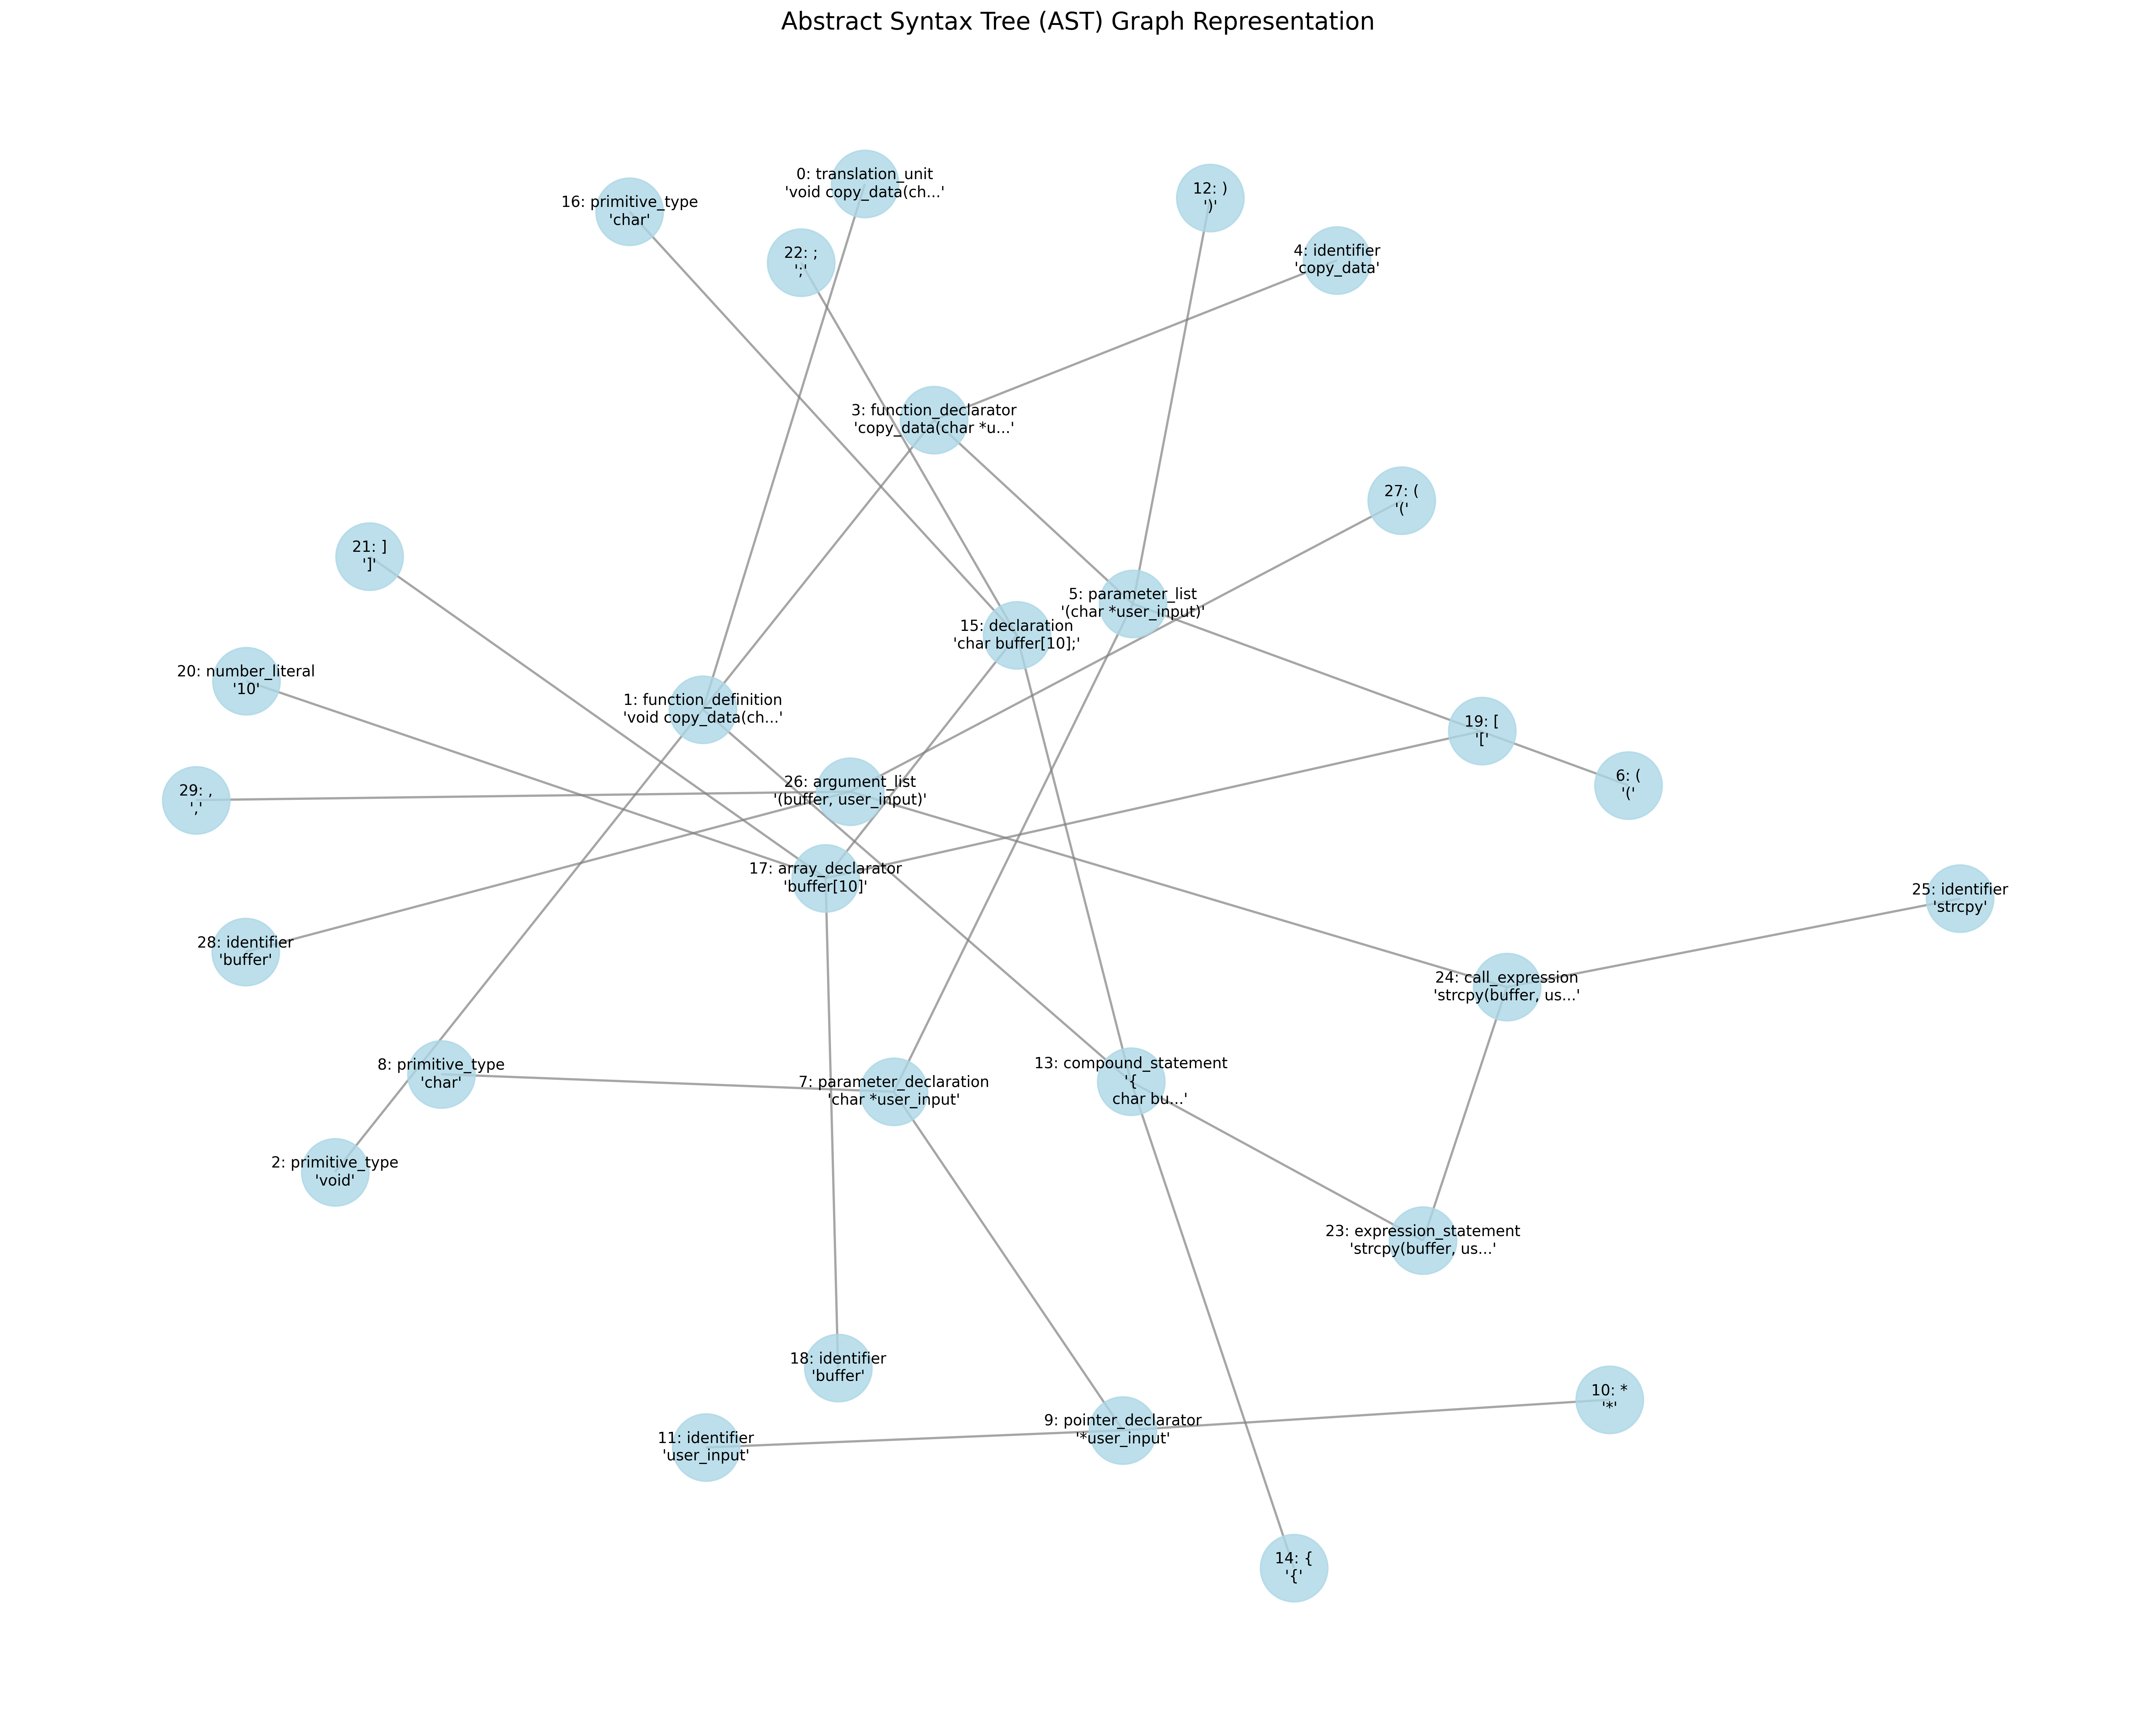 Abstract Syntax Tree (AST) Graph Representation
0: translation_unit
'void copy_data(ch...'
16: primitive_type
'char'
12: )
')'
22: ;
';'
4: identifier
'copy_data'
3: function_declarator
'copy_data(char *u...'
27: (
'('
21: ]
']'
5: parameter_list
'(char *user_input)'
15: declaration
'char buffer[10];'
20: number_literal
'10'
1: function_definition
'void copy_data(ch...'
19: [
'['
6: (
'('
26: argument_list
'(buffer, user_input)'
29: ,
','
17: array_declarator
'buffer[10]'
25: identifier
'strcpy'
28: identifier
'buffer'
24: call_expression
'strcpy(buffer, us...'
8: primitive_type
'char'
7: parameter_declaration
'char *user_input'
13: compound_statement
'{
char bu...'
2: primitive_type
'void'
23: expression_statement
'strcpy(buffer, us...'
18: identifier
'buffer'
10: *
'*'
9: pointer_declarator
'*user_input'
11: identifier
'user_input'
14: {
'{'